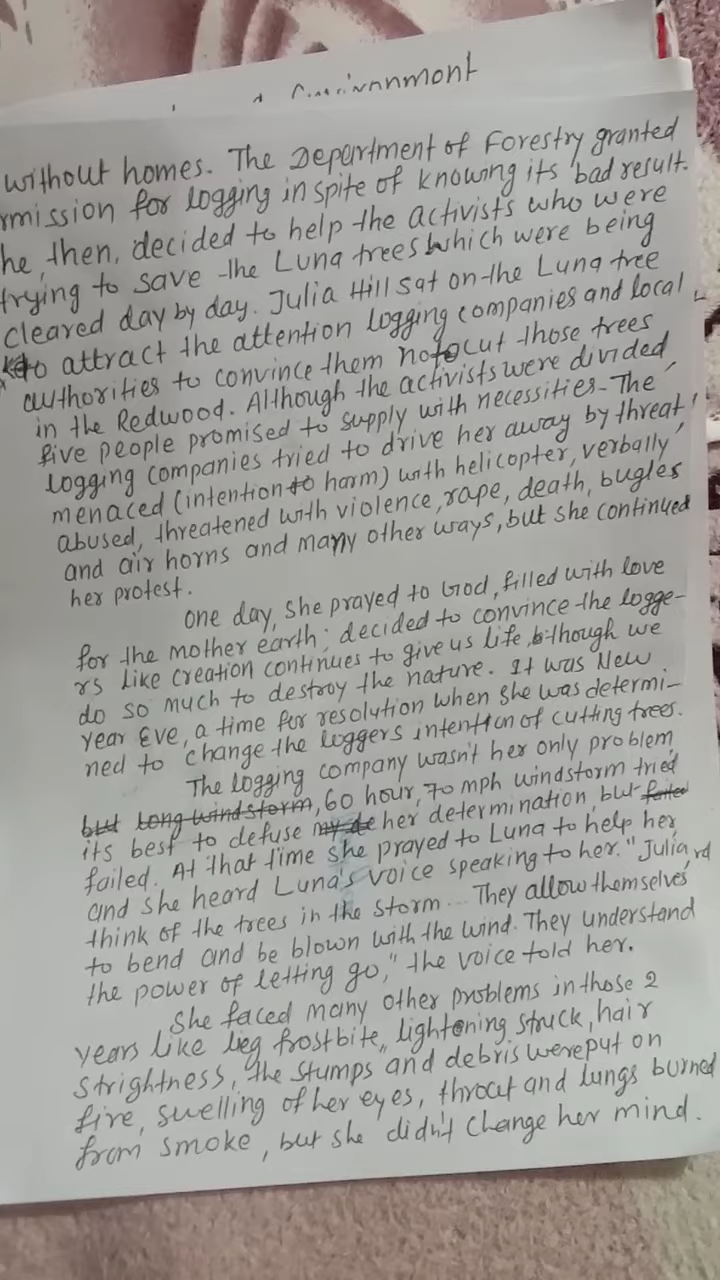 without homes. The Department of Forestry granted
rmission for logging inspite of knowing its bad result.
he, then, decided to help the activists who were
trying to save the Luna trees which were being
cleared day by day. Julia Hill sat on the Luna tree
to attract the attention logging companies and local
authorities to convince them not to cut those trees
in the Redwood. Although the activists were divided,
five people promised to supply with necessities. The
logging companies tried to drive her away by threat,
menaced (intention to harm) with helicopter, verbally
abused, threatened with violence, rape, death, bugles
and air horns and many other ways, but she continued
her protest.
One day, she prayed to God, filled with love
for the mother earth; decided to convince the logge-
rs like creation continues to give us life though we
do so much to destroy the nature. It was New
year Eve, a time for resolution when she was determi-
ned to change the loggers intention of cutting trees.
The logging company wasn't her only problem
but long windstorm, 60 hour, 70 mph windstorm tried
its best to defuse her determination but failed
failed. At that time she prayed to Luna to help her
and she heard Luna's voice speaking to her. "Julia
think of the trees in the storm... They allow themselves
to bend and be blown with the wind. They understand
the power of letting go," the voice told her.
She faced many other problems in those 2
years like leg frostbite, lightening struck, hair
strightness, the stumps and debris were put on
fire, swelling of her eyes, throat and lungs burned
from smoke, but she didn't change her mind.